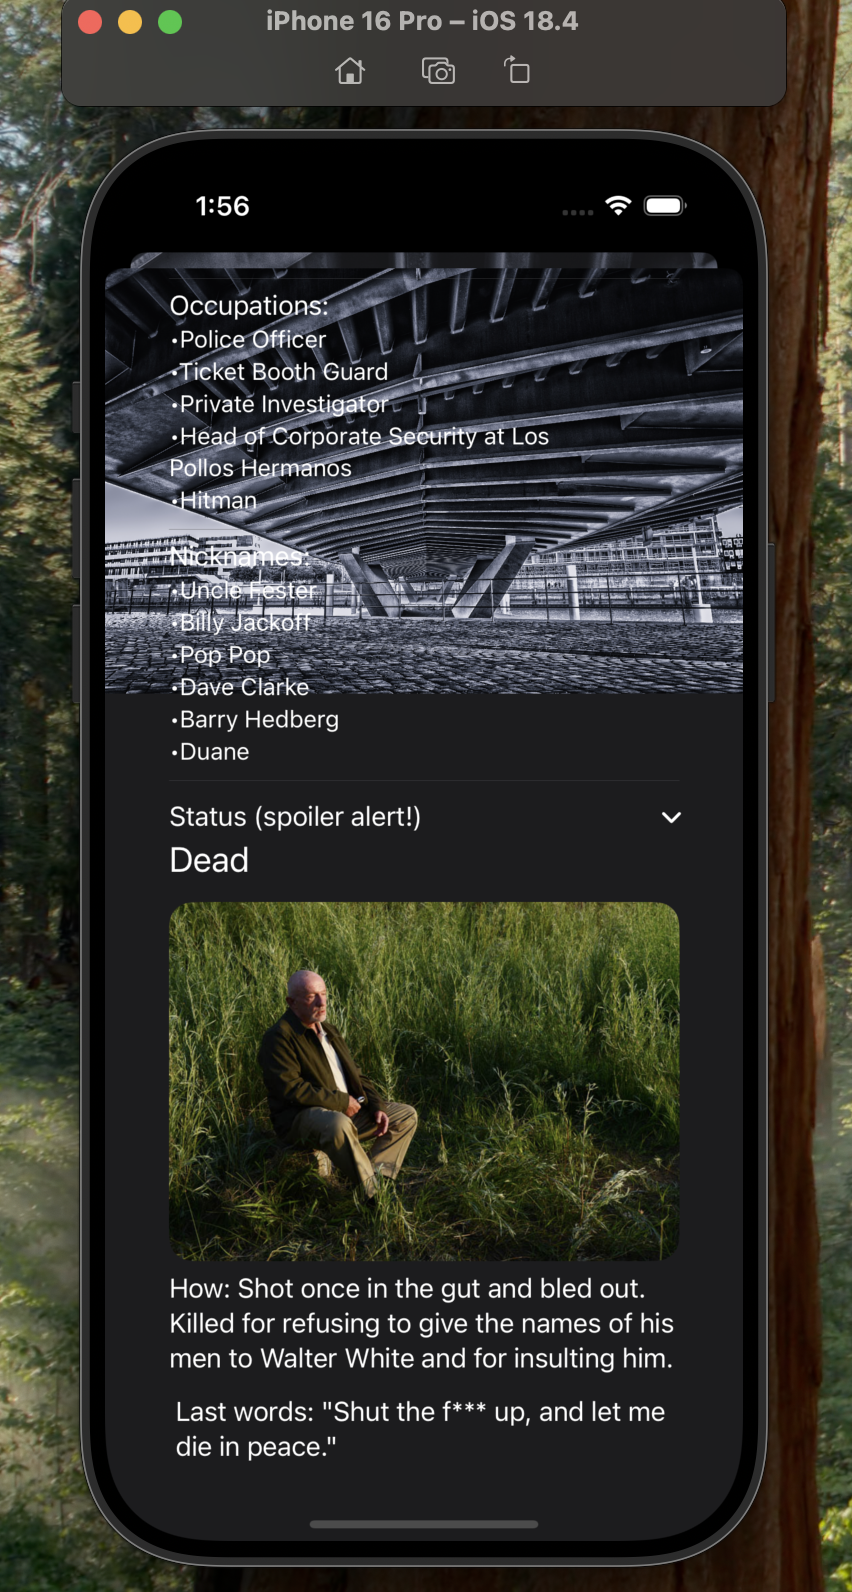 iPhone 16 Pro – iOS 18.4
1:56
Occupations:
•Police Officer
•Ticket Booth Guard
•Private Investigator
•Head of Corporate Security at Los
Pollos Hermanos
•Hitman
Nicknames:
•Uncle Fester
•Billy Jackoff
•Pop Pop
•Dave Clarke
•Barry Hedberg
•Duane
Status (spoiler alert!)
Dead
How: Shot once in the gut and bled out.
Killed for refusing to give the names of his
men to Walter White and for insulting him.
Last words: "Shut the f*** up, and let me
die in peace."